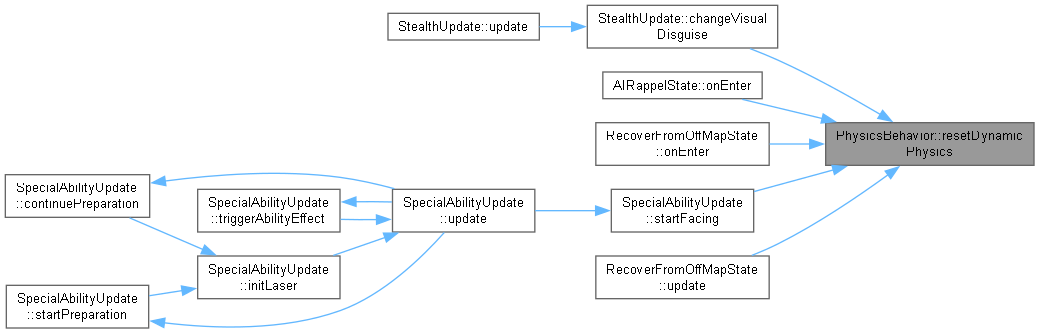 StealthUpdate::update
StealthUpdate::changeVisual
Disguise
AIRappelState::onEnter
RecoverFromOffMapState
::onEnter
PhysicsBehavior::resetDynamic
Physics
SpecialAbilityUpdate
::continuePreparation
SpecialAbilityUpdate
::triggerAbilityEffect
SpecialAbilityUpdate
::update
SpecialAbilityUpdate
::startFacing
SpecialAbilityUpdate
::initLaser
RecoverFromOffMapState
::update
SpecialAbilityUpdate
::startPreparation